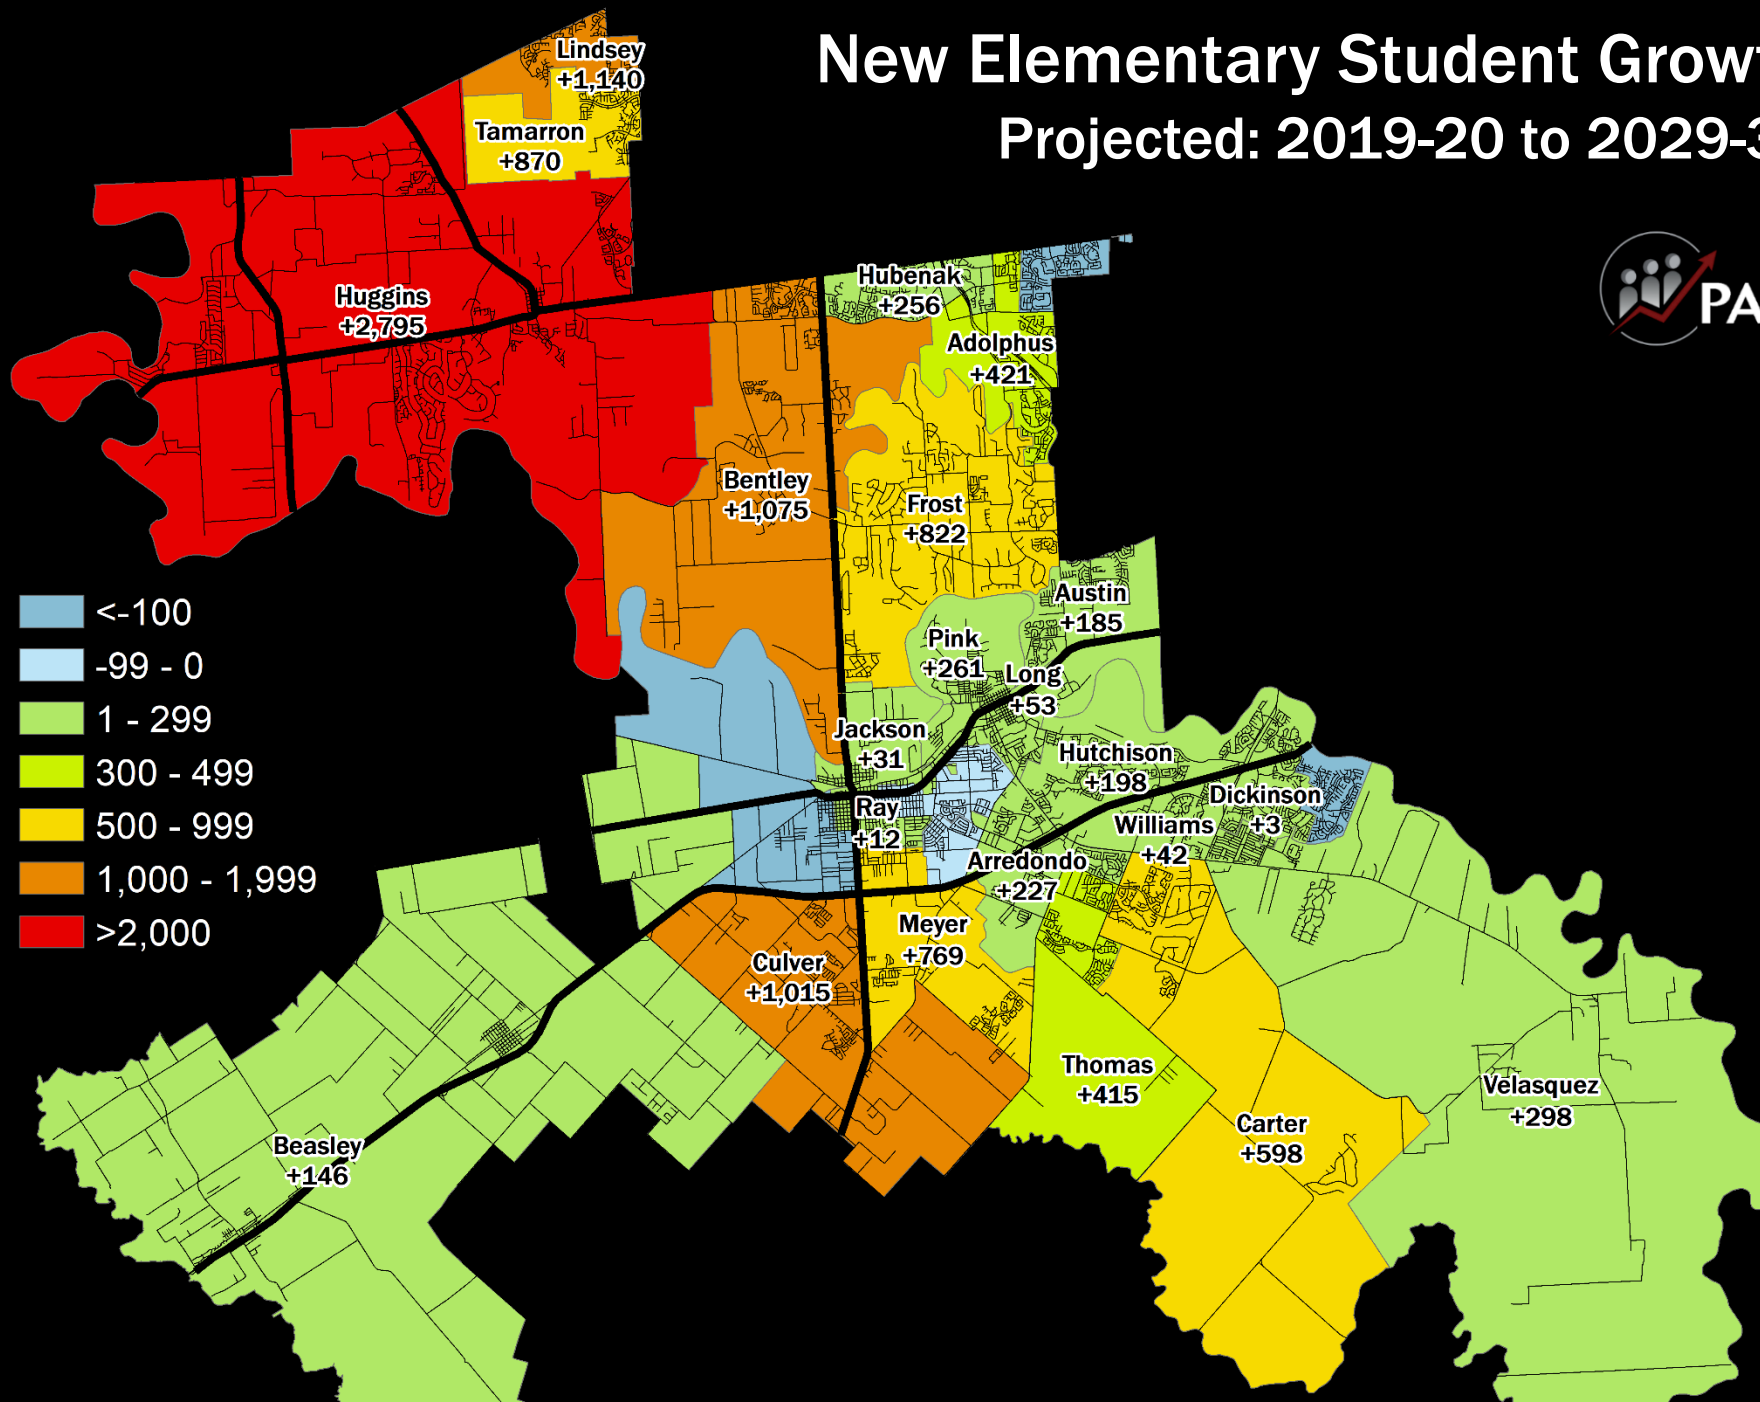 New Elementary Student Grow
Projected: 2019-20 to 2029-3
PA
Lindsey
+1,140
Tamarron
+870
Huggins
+2,795
Hubenak
+256
Adolphus
+421
Bentley
+1,075
Frost
+822
Austin
+185
Pink
+261
Long
+53
Jackson
+31
Hutchison
+198
Dickinson
+3
Ray
+12
Williams
+42
Arredondo
+227
Meyer
+769
Culver
+1,015
Thomas
+415
Velasquez
+298
Carter
+598
Beasley
+146
<-100
-99 - 0
1 - 299
300 - 499
500 - 999
1,000 - 1,999
>2,000